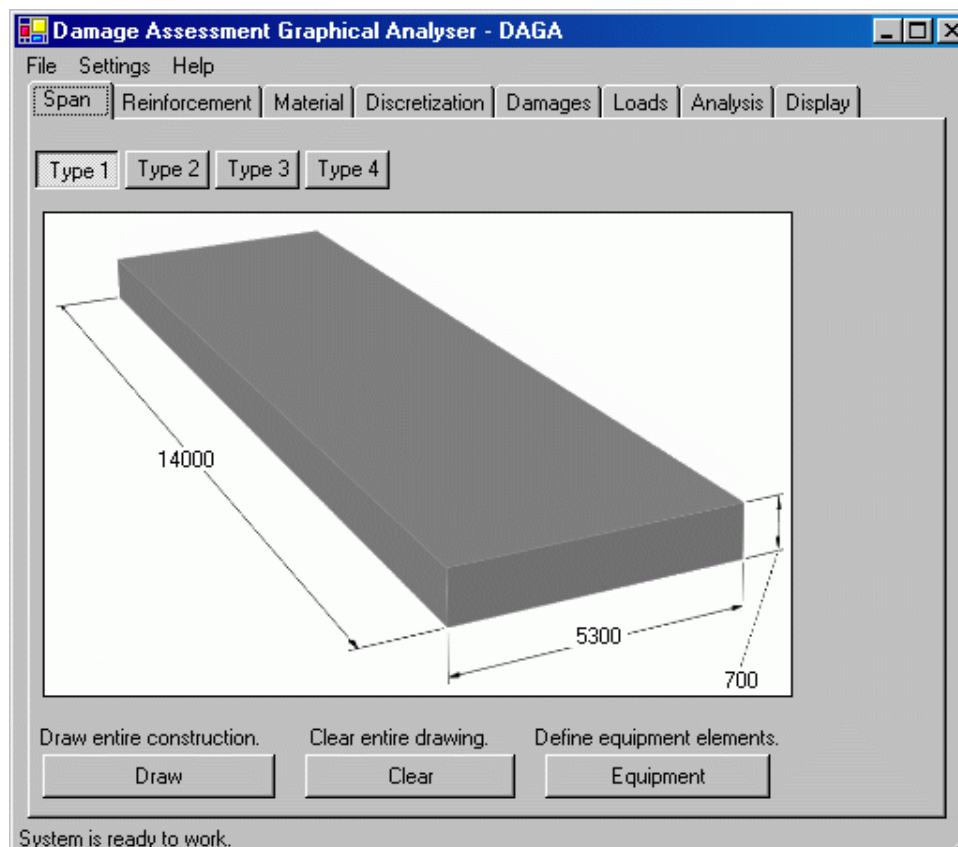 Damage Assessment Graphical Analyser - DAGA
File Settings Help
Span Reinforcement Material Discretization Damages Loads Analysis Display
Type 1 Type 2 Type 3 Type 4
14000
5300
700
Draw entire construction. Clear entire drawing. Define equipment elements.
Draw Clear Equipment
System is ready to work.